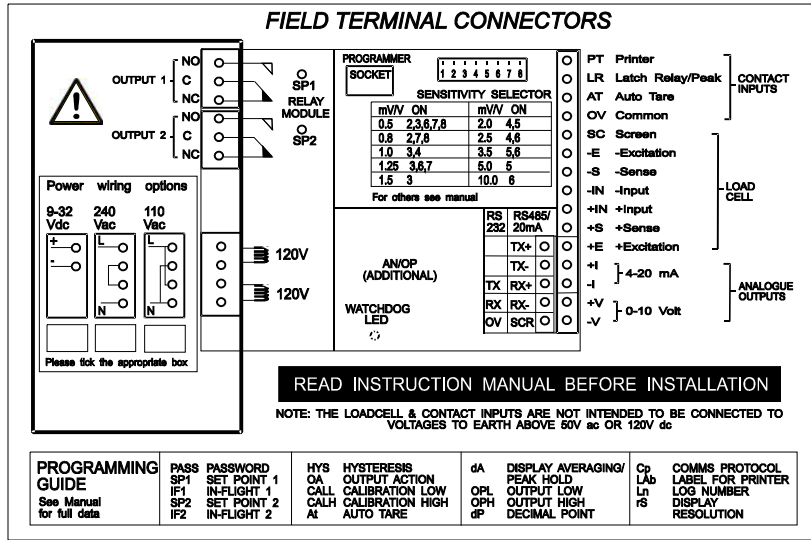 FIELD TERMINAL CONNECTORS
OUTPUT 1
NO
C
NC
OUTPUT 2
NO
C
NC
SP1
RELAY
MODULE
SP2
Power wiring options
9-32
Vdc
240
Vac
110
Vac
+
-
L
N
L
N
Please tick the appropriate box
120V
120V
PROGRAMMER
SOCKET
1 2 3 4 5 6 7 8
SENSITIVITY SELECTOR
mV/V ON mV/V ON
0.5 2,3,6,7,8 2.0 4,5
0.8 2,7,8 2.5 4,6
1.0 3,4 3.5 5,6
1.25 3,6,7 5.0 5
1.5 3 10.0 6
For others see manual
AN/OP
(ADDITIONAL)
WATCHDOG
LED
RS
232
RS485/
20mA
TX+
TX-
TX RX+
RX RX-
OV SCR
PT Printer
LR Latch Relay/Peak
AT Auto Tare
OV Common
CONTACT
INPUTS
SC Screen
-E -Excitation
-S -Sense
-IN -Input
+IN +Input
+S +Sense
+E +Excitation
LOAD
CELL
+I
-I
4-20 mA
+V
-V
0-10 Volt
ANALOGUE
OUTPUTS
READ INSTRUCTION MANUAL BEFORE INSTALLATION
NOTE: THE LOADCELL & CONTACT INPUTS ARE NOT INTENDED TO BE CONNECTED TO
VOLTAGES TO EARTH ABOVE 50V ac OR 120V dc
PROGRAMMING
GUIDE
See Manual
for full data
PASS PASSWORD
SP1 SET POINT 1
IF1 IN-FLIGHT 1
SP2 SET POINT 2
IF2 IN-FLIGHT 2
HYS HYSTERESIS
OA OUTPUT ACTION
CALL CALIBRATION LOW
CALH CALIBRATION HIGH
At AUTO TARE
dA DISPLAY AVERAGING/
PEAK HOLD
OPL OUTPUT LOW
OPH OUTPUT HIGH
dP DECIMAL POINT
Cp COMMS PROTOCOL
LAb LABEL FOR PRINTER
Ln LOG NUMBER
rS DISPLAY
RESOLUTION